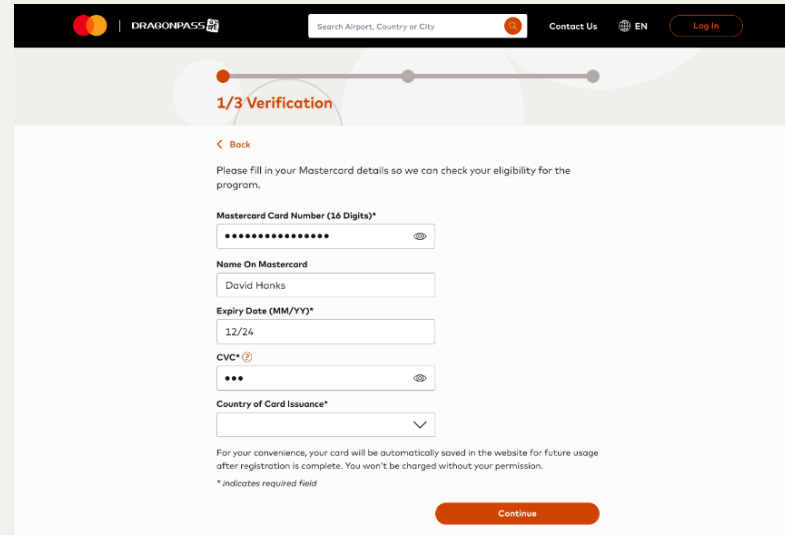 DRAGONPASS
Search Airport, Country or City
Contact Us
EN
Log In
1/3 Verification
Back
Please fill in your Mastercard details so we can check your eligibility for the
program.
Mastercard Card Number (16 Digits)*
••••••••••••••••
Name On Mastercard
David Hanks
Expiry Date (MM/YY)*
12/24
CVC* ?
•••
Country of Card Issuance*
For your convenience, your card will be automatically saved in the website for future usage
after registration is complete. You won't be charged without your permission.
* indicates required field
Continue